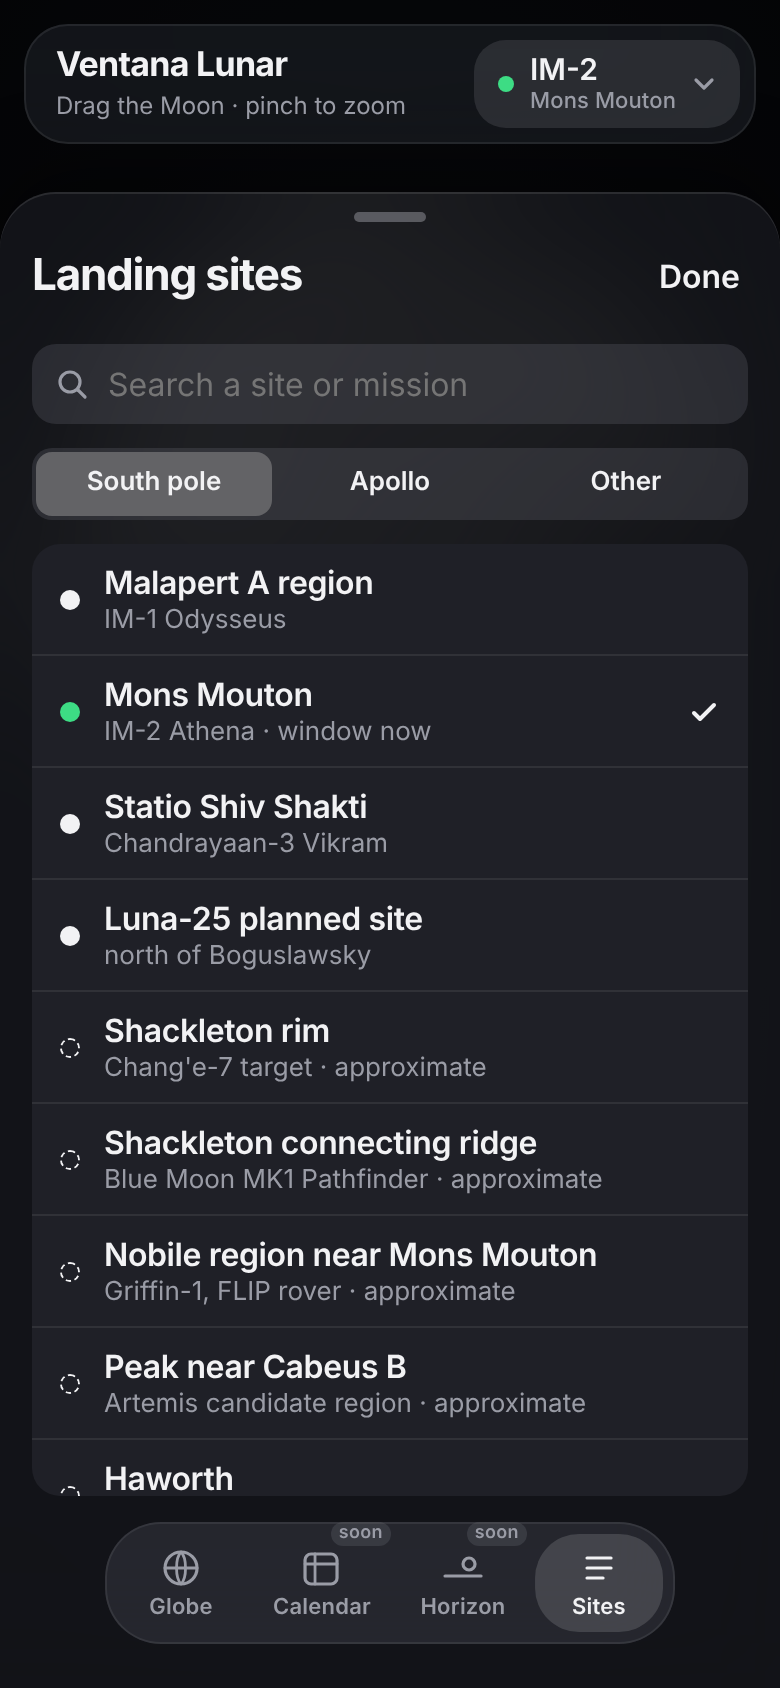 Ventana Lunar
Drag the Moon · pinch to zoom
IM-2
Mons Mouton
Landing sites
Done
Search a site or mission
South pole
Apollo
Other
Malapert A region
IM-1 Odysseus
Mons Mouton
IM-2 Athena · window now
Statio Shiv Shakti
Chandrayaan-3 Vikram
Luna-25 planned site
north of Boguslawsky
Shackleton rim
Chang'e-7 target · approximate
Shackleton connecting ridge
Blue Moon MK1 Pathfinder · approximate
Nobile region near Mons Mouton
Griffin-1, FLIP rover · approximate
Peak near Cabeus B
Artemis candidate region · approximate
Haworth
Globe
soon
Calendar
soon
Horizon
Sites